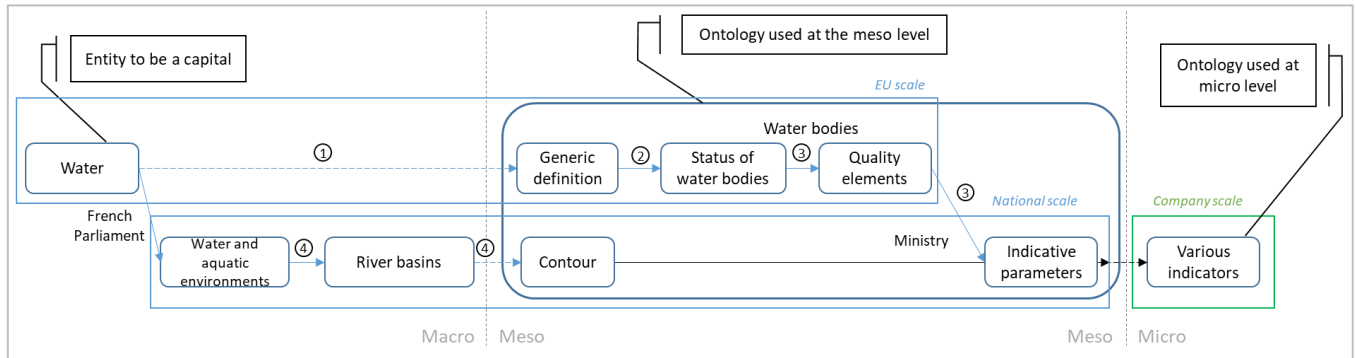 Entity to be a capital
Ontology used at the meso level
Ontology used at
micro level
EU scale
Water bodies
Water
①
Generic
definition
②
Status of
water bodies
③
Quality
elements
③
National scale
Company scale
French
Parliament
Water and
aquatic
environments
④
River basins
④
Contour
Ministry
Indicative
parameters
Various
indicators
Macro
Meso
Meso
Micro